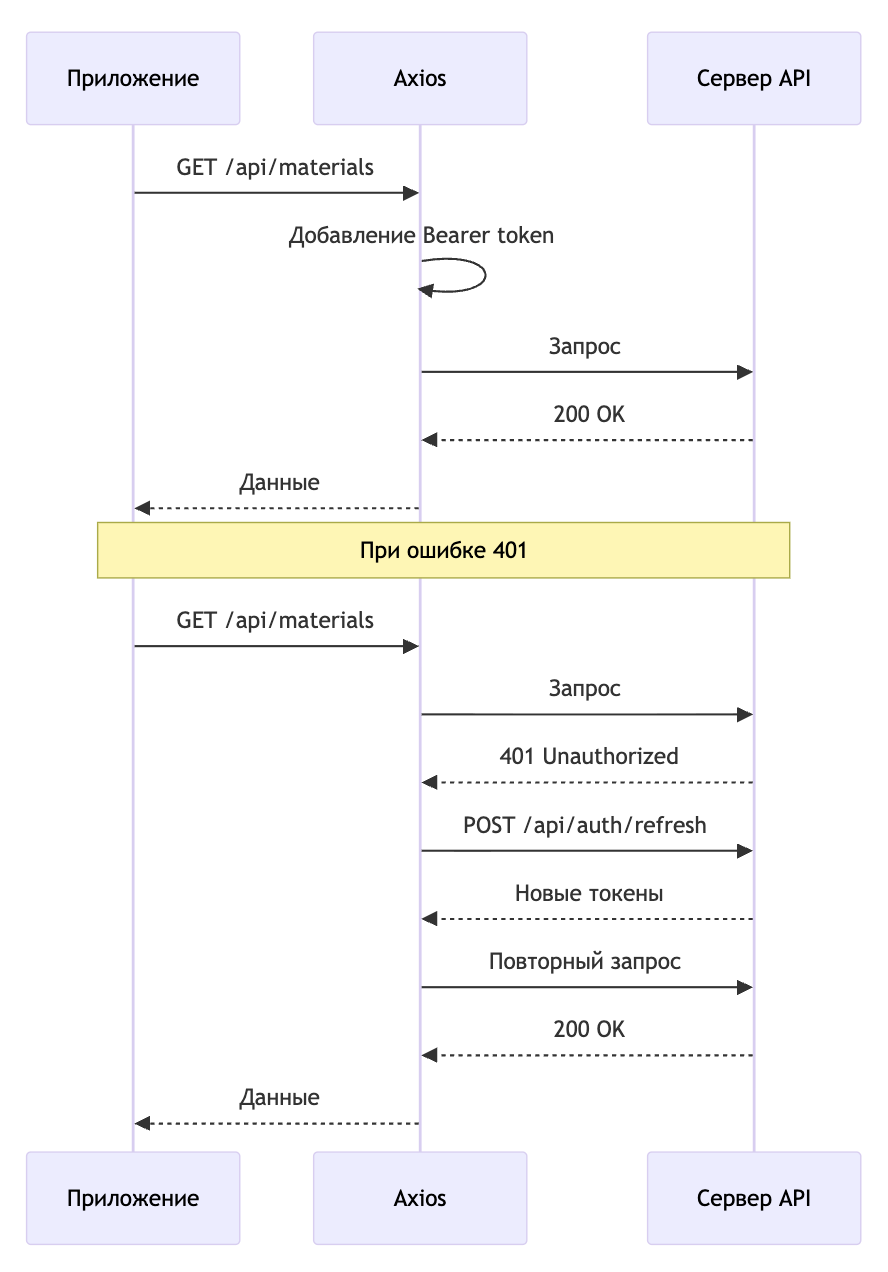 Приложение
Axios
Сервер API
GET /api/materials
Добавление Bearer token
Запрос
200 OK
Данные
При ошибке 401
GET /api/materials
Запрос
401 Unauthorized
POST /api/auth/refresh
Новые токены
Повторный запрос
200 OK
Данные
Приложение
Axios
Сервер API